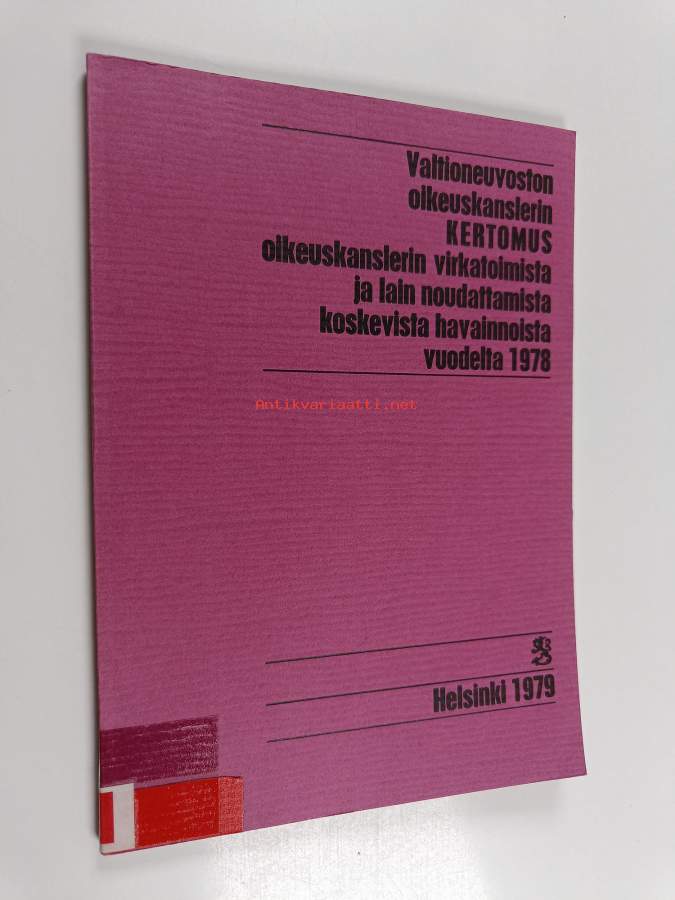 Valtioneuvoston
oikeuskanslerin
KERTOMUS
oikeuskanslerin virkatoimista
ja lain noudattamista
koskevista havainnoista
vuodelta 1978
Antikvariaatti.net
Helsinki 1979